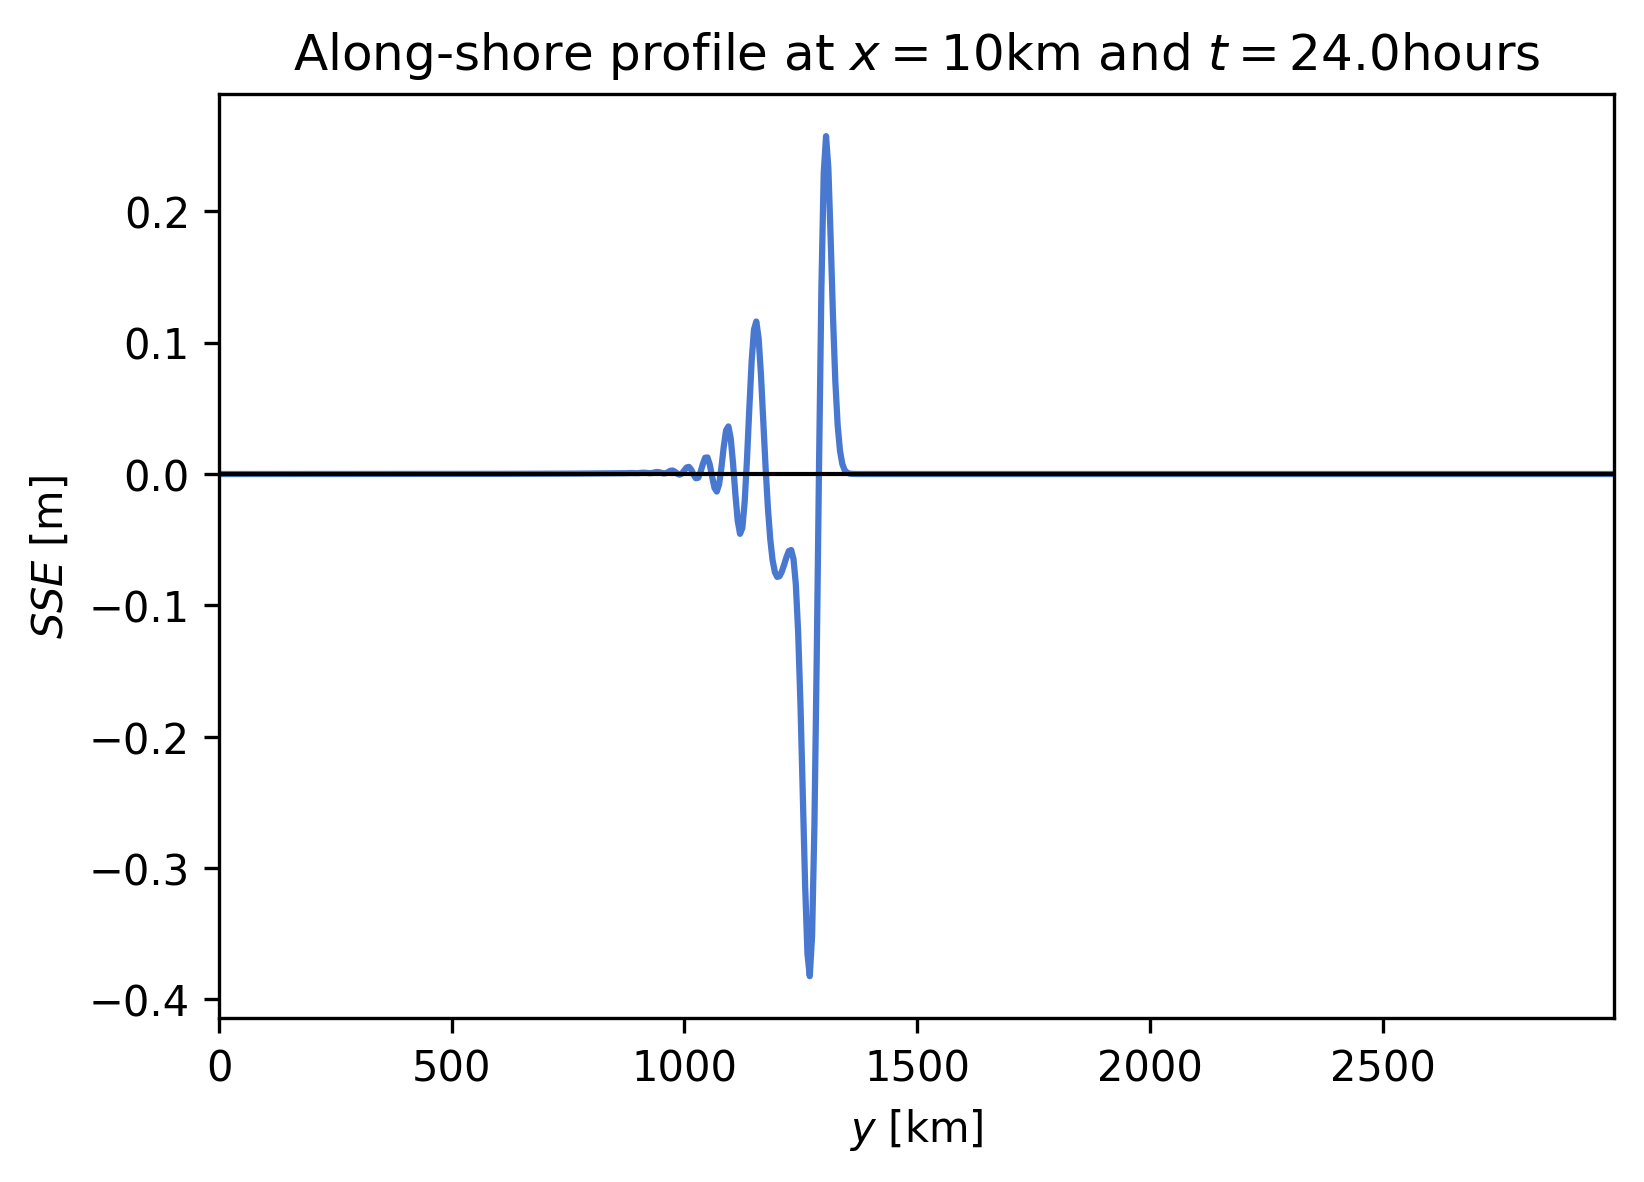 Along-shore profile at x = 10km and t = 24.0hours
0.2
0.1
0.0
−0.1
−0.2
−0.3
−0.4
SSE [m]
0 500 1000 1500 2000 2500
y [km]